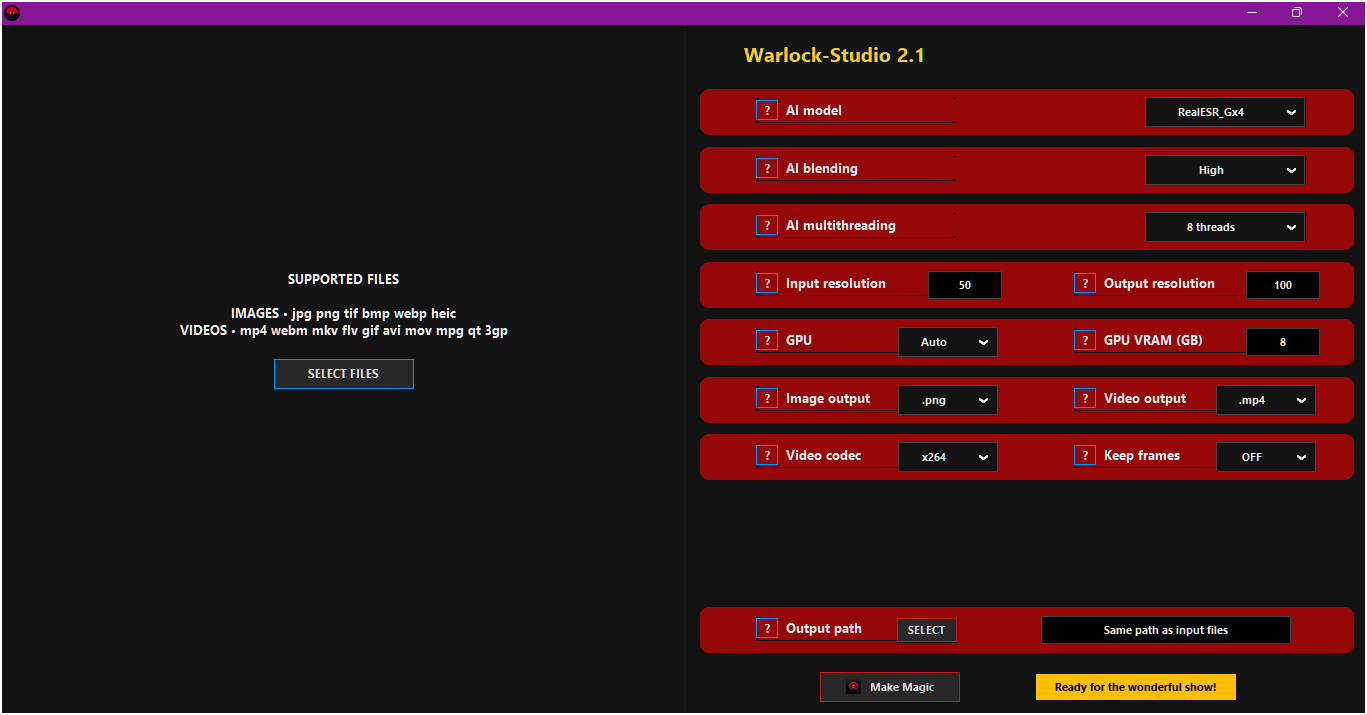 SUPPORTED FILES
IMAGES • jpg png tif bmp webp heic
VIDEOS • mp4 webm mkv flv gif avi mov mpg qt 3gp
SELECT FILES
Warlock-Studio 2.1
? AI model RealESR_Gx4
? AI blending High
? AI multithreading 8 threads
? Input resolution 50 ? Output resolution 100
? GPU Auto ? GPU VRAM (GB) 8
? Image output .png ? Video output .mp4
? Video codec x264 ? Keep frames OFF
? Output path SELECT Same path as input files
Make Magic Ready for the wonderful show!